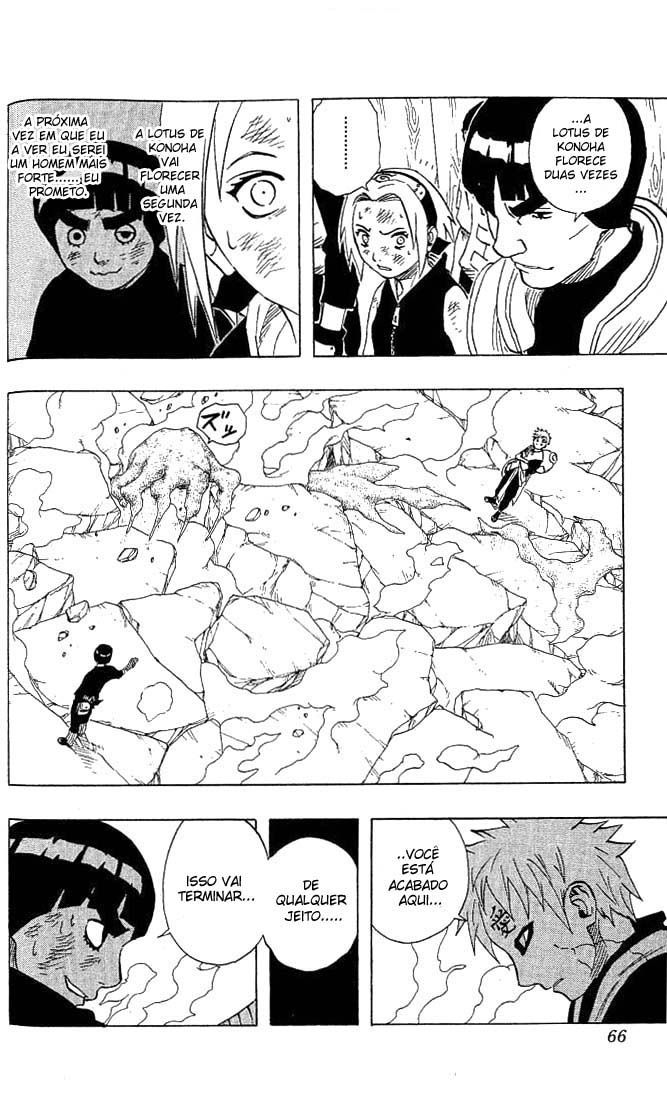 ...A
LOTUS DE
KONOHA
FLORECE
DUAS VEZES
...
........
A LOTUS DE
KONOHA
VAI
FLORECER
UMA
SEGUNDA
VEZ.
A PRÓXIMA
VEZ EM QUE EU
A VER EU SEREI
UM HOMEM MAIS
FORTE......,EU
PROMETO.
ズッ
..VOCÊ
ESTÁ
ACABADO
AQUI...
DE
QUALQUER
JEITO.....
ISSO VAI
TERMINAR...
愛
66